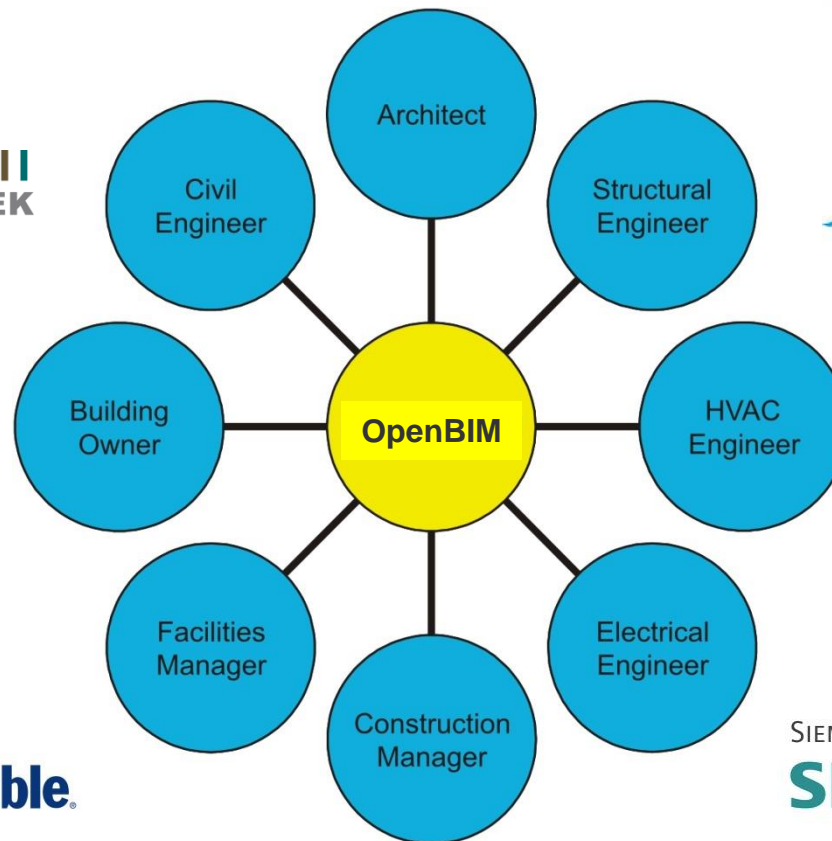 Architect
Civil
Engineer
Structural
Engineer
EK
Building
Owner
OpenBIM
HVAC
Engineer
Facilities
Manager
Electrical
Engineer
Construction
Manager
ble.